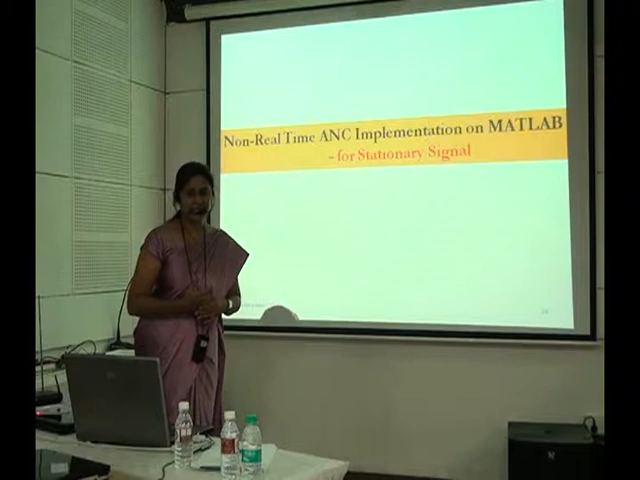 Non-Real Time ANC Implementation on MATLAB
- for Stationary Signal